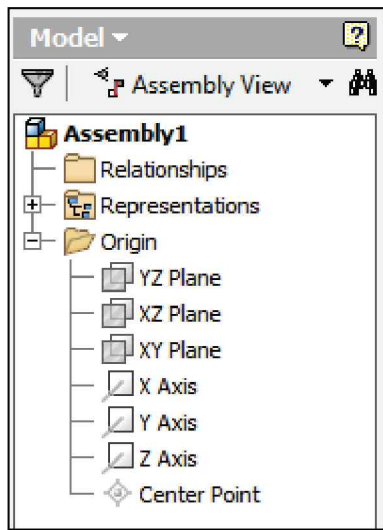 Model
Assembly View
Assembly1
Relationships
Representations
Origin
YZ Plane
XZ Plane
XY Plane
X Axis
Y Axis
Z Axis
Center Point